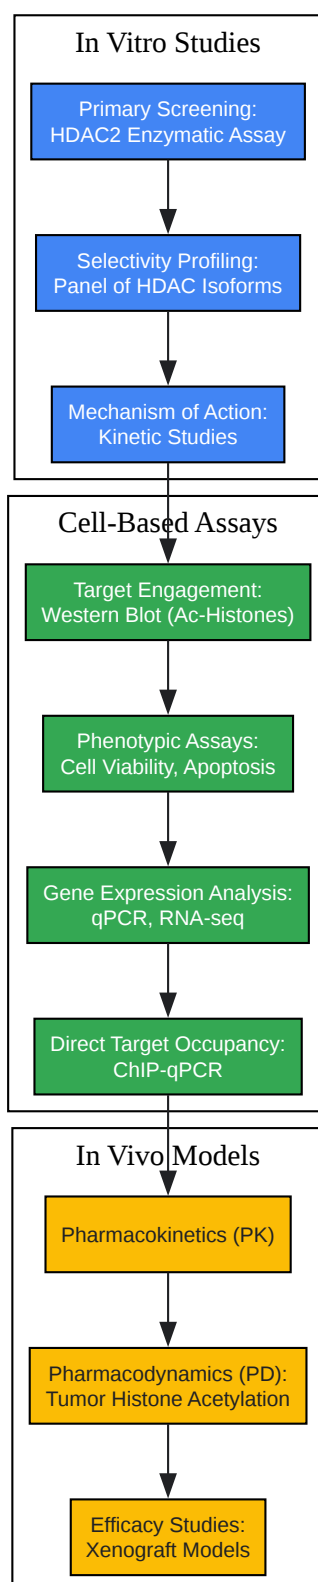 In Vitro Studies
Primary Screening:
HDAC2 Enzymatic Assay
Selectivity Profiling:
Panel of HDAC Isoforms
Mechanism of Action:
Kinetic Studies
Cell-Based Assays
Target Engagement:
Western Blot (Ac-Histones)
Phenotypic Assays:
Cell Viability, Apoptosis
Gene Expression Analysis:
qPCR, RNA-seq
Direct Target Occupancy:
ChIP-qPCR
In Vivo Models
Pharmacokinetics (PK)
Pharmacodynamics (PD):
Tumor Histone Acetylation
Efficacy Studies:
Xenograft Models